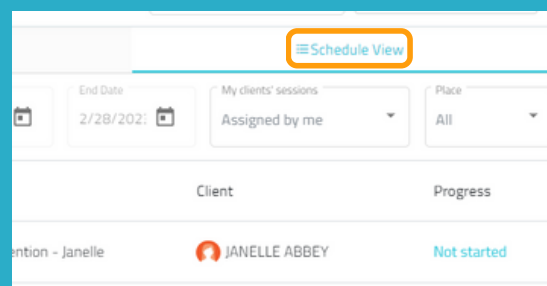 Schedule View
End Date My clients' sessions Place
2/28/202 Assigned by me All
Client Progress
ention - Janelle JANELLE ABBEY Not started